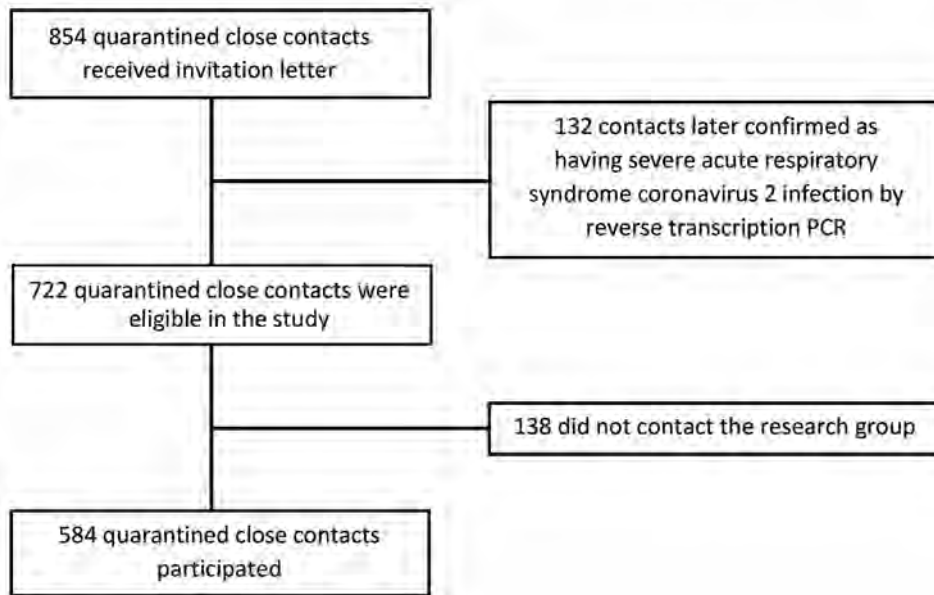 854 quarantined close contacts
received invitation letter
132 contacts later confirmed as
having severe acute respiratory
syndrome coronavirus 2 infection by
reverse transcription PCR
722 quarantined close contacts were
eligible in the study
138 did not contact the research group
584 quarantined close contacts
participated